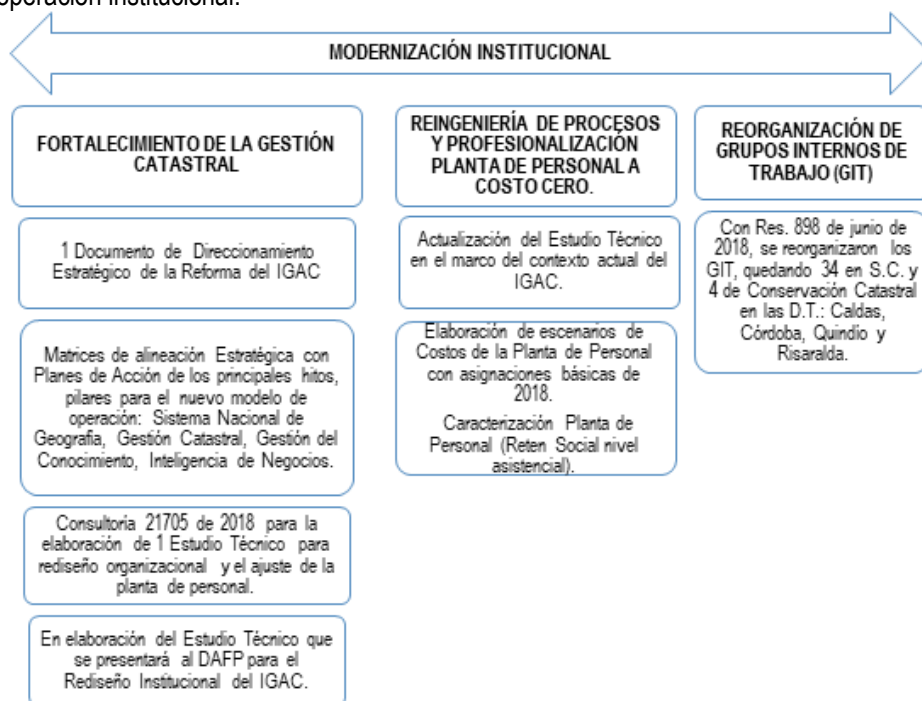 operación institucional.
MODERNIZACIÓN INSTITUCIONAL
FORTALECIMIENTO DE LA GESTIÓN
CATASTRAL
1 Documento de Direccionamiento
Estratégico de la Reforma del IGAC
Matrices de alineación Estratégica con
Planes de Acción de los principales hitos,
pilares para el nuevo modelo de
operación: Sistema Nacional de
Geografia, Gestión Catastral, Gestión del
Conocimiento, Inteligencia de Negocios.
Consultoría 21705 de 2018 para la
elaboración de 1 Estudio Técnico para
rediseño organizacional y el ajuste de la
planta de personal.
En elaboración del Estudio Técnico que
se presentará al DAFP para el
Rediseño Institucional del IGAC.
REINGENIERÍA DE PROCESOS
Y PROFESIONALIZACIÓN
PLANTA DE PERSONAL A
COSTO CERO.
Actualización del Estudio Técnico
en el marco del contexto actual del
IGAC.
Elaboración de escenarios de
Costos de la Planta de Personal
con asignaciones básicas de
2018.
Caracterización Planta de
Personal (Reten Social nivel
asistencial).
REORGANIZACIÓN DE
GRUPOS INTERNOS DE
TRABAJO (GIT)
Con Res. 898 de junio de
2018, se reorganizaron los
GIT, quedando 34 en S.C. y
4 de Conservación Catastral
en las D.T.: Caldas,
Córdoba, Quindío y
Risaralda.